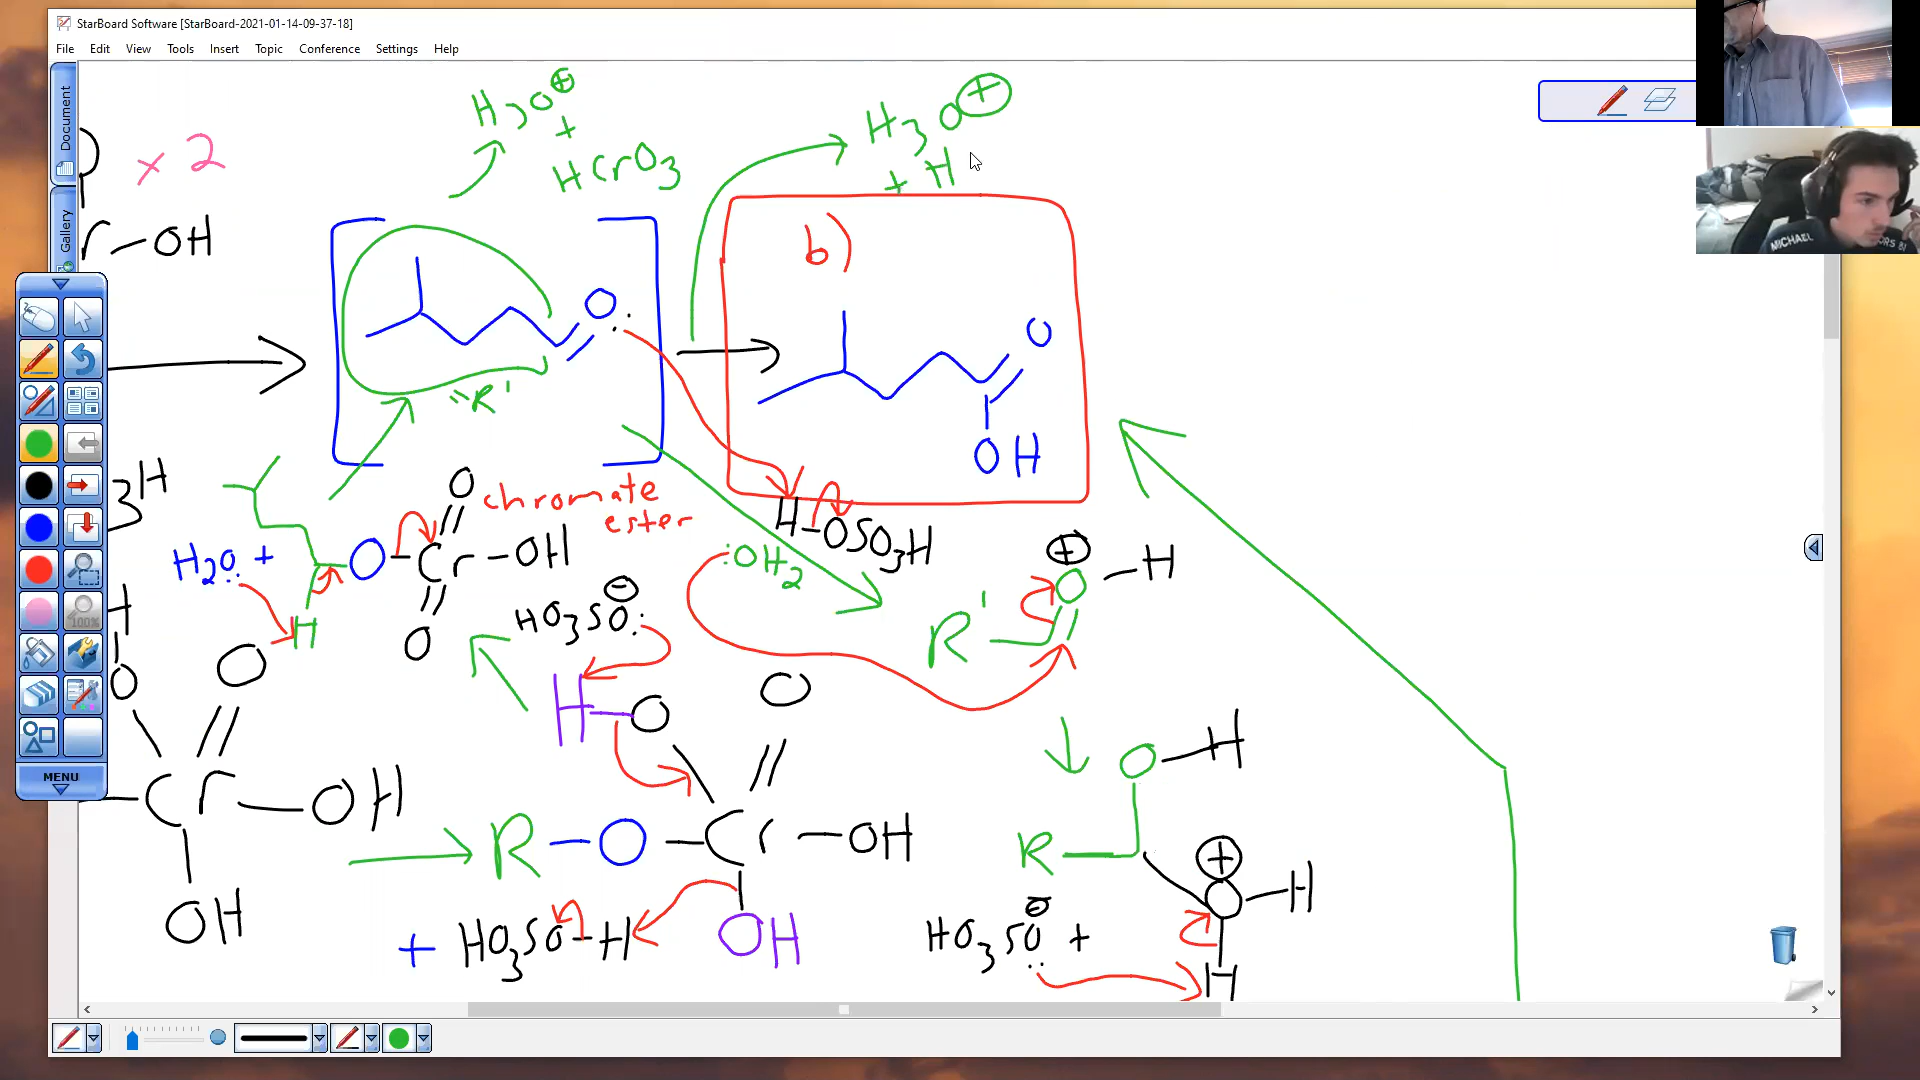 StarBoard Software [StarBoard-2021-01-14-09-37-18]
File Edit View Tools Insert Topic Conference Settings Help
Document
Gallery
MENU
100%
x 2
r-OH
H3O⊕
+
HCrO3
H3O⊕
+ H
b)
O
"R'
O
OH
3H
chromate
ester
O
H2O +
O-Cr-OH
O
H
H-OSO3H
:OH2
⊕
O-H
R'
HO3SO:⊖
H-O
O
R-O-Cr-OH
OH
+ HO3SO-H
H
O
O
Cr-OH
OH
O-H
R
⊕
O-H
H
HO3SO⊖ +
MICHAEL